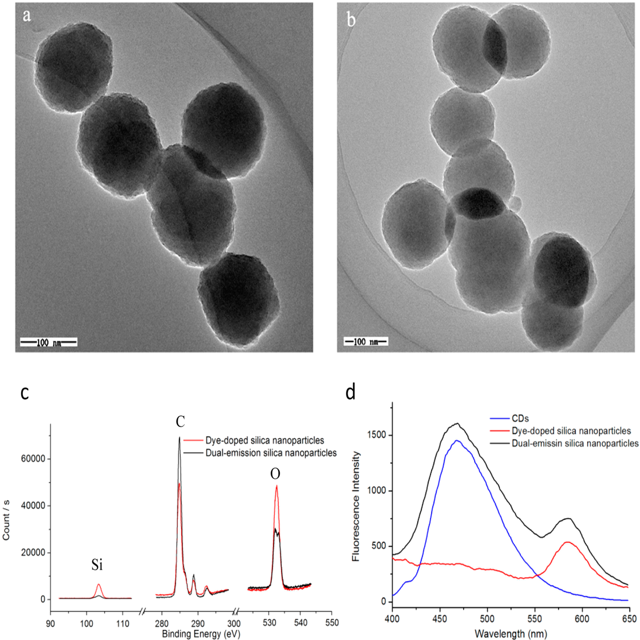 a
b
100 nm
100 nm
c
d
C
Dye-doped silica nanoparticles
Dual-emission silica nanoparticles
O
Si
Count / s
60000
40000
20000
0
90
100
110
280
290
300
530
540
550
Binding Energy (eV)
CDs
Dye-doped silica nanoparticles
Dual-emissin silica nanoparticles
Fluorescence Intensity
1500
1000
500
0
400
450
500
550
600
650
Wavelength (nm)